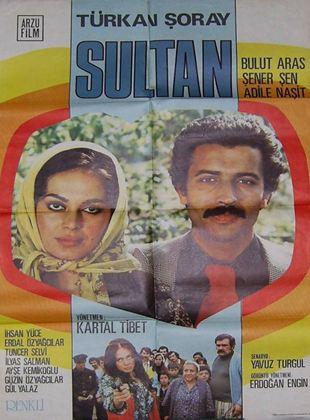 ARZU
FİLM
TÜRKAN ŞORAY
SULTAN
BULUT ARAS
ŞENER ŞEN
ADİLE NAŞİT
YÖNETMEN:
KARTAL TİBET
İHSAN YÜCE
ERDAL ÖZYAĞCILAR
TUNCER SELVİ
İLYAS SALMAN
AYŞE KEMİKOĞLU
GÜZİN ÖZYAĞCILAR
GÜL YALAZ
RENKLİ
SENARYO:
YAVUZ TURGUL
GÖRÜNTÜ YÖNETMENİ:
ERDOĞAN ENGİN